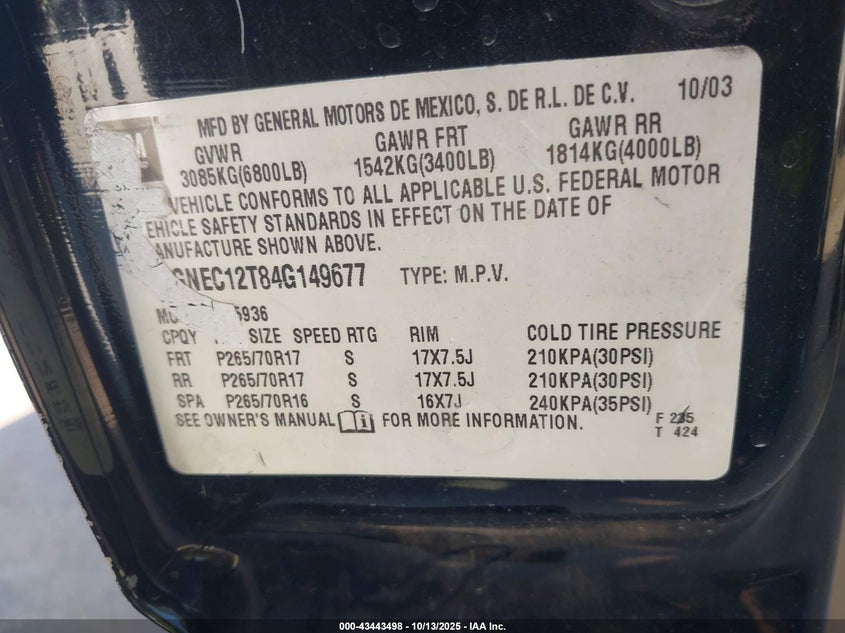 MFD BY GENERAL MOTORS DE MEXICO, S. DE R.L. DE C.V. 10/03
GVWR GAWR FRT GAWR RR
3085KG(6800LB) 1542KG(3400LB) 1814KG(4000LB)
VEHICLE CONFORMS TO ALL APPLICABLE U.S. FEDERAL MOTOR
EHICLE SAFETY STANDARDS IN EFFECT ON THE DATE OF
ANUFACTURE SHOWN ABOVE.
GNEC12T84G149677 TYPE: M.P.V.
5936
CPQY SIZE SPEED RTG RIM COLD TIRE PRESSURE
FRT P265/70R17 S 17X7.5J 210KPA(30PSI)
RR P265/70R17 S 17X7.5J 210KPA(30PSI)
SPA P265/70R16 S 16X7J 240KPA(35PSI)
SEE OWNER'S MANUAL FOR MORE INFORMATION.
F
T 424
000-43443498 | 10/13/2025 - IAA Inc.